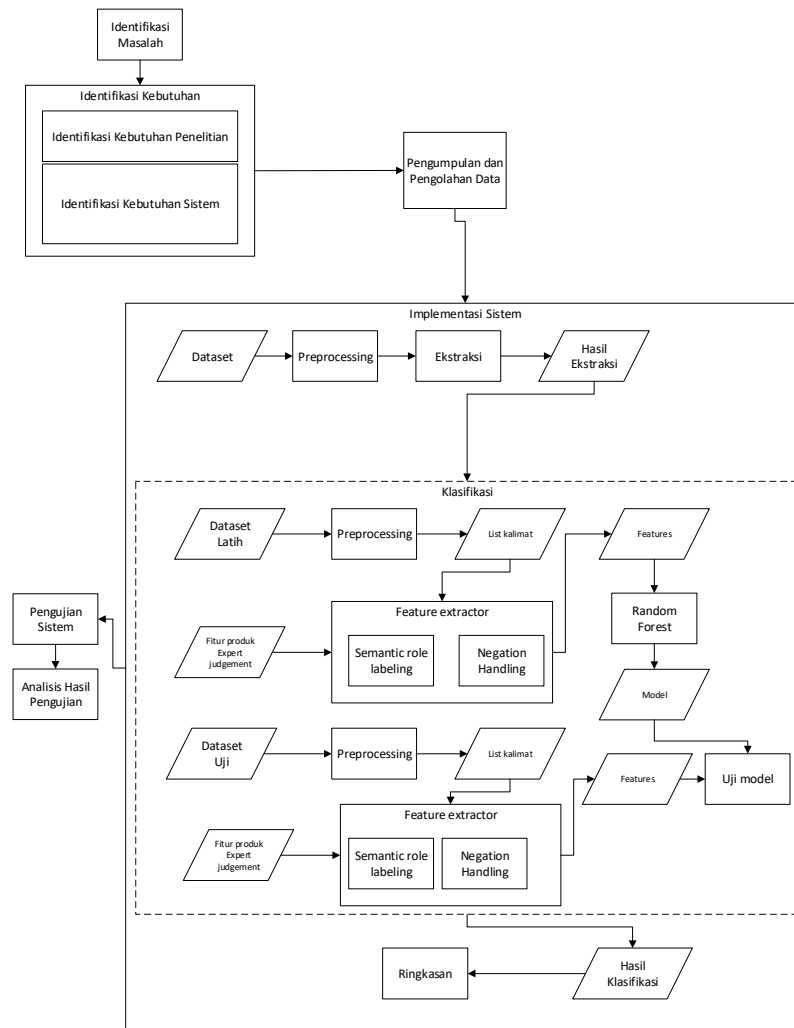 Identifikasi
Masalah
Identifikasi Kebutuhan
Identifikasi Kebutuhan Penelitian
Identifikasi Kebutuhan Sistem
Pengumpulan dan
Pengolahan Data
Implementasi Sistem
Dataset
Preprocessing
Ekstraksi
Hasil
Ekstraksi
Klasifikasi
Dataset
Latih
Preprocessing
List kalimat
Features
Fitur produk
Expert
judgement
Feature extractor
Semantic role
labeling
Negation
Handling
Random
Forest
Model
Dataset
Uji
Preprocessing
List kalimat
Features
Uji model
Fitur produk
Expert
judgement
Feature extractor
Semantic role
labeling
Negation
Handling
Hasil
Klasifikasi
Ringkasan
Pengujian
Sistem
Analisis Hasil
Pengujian